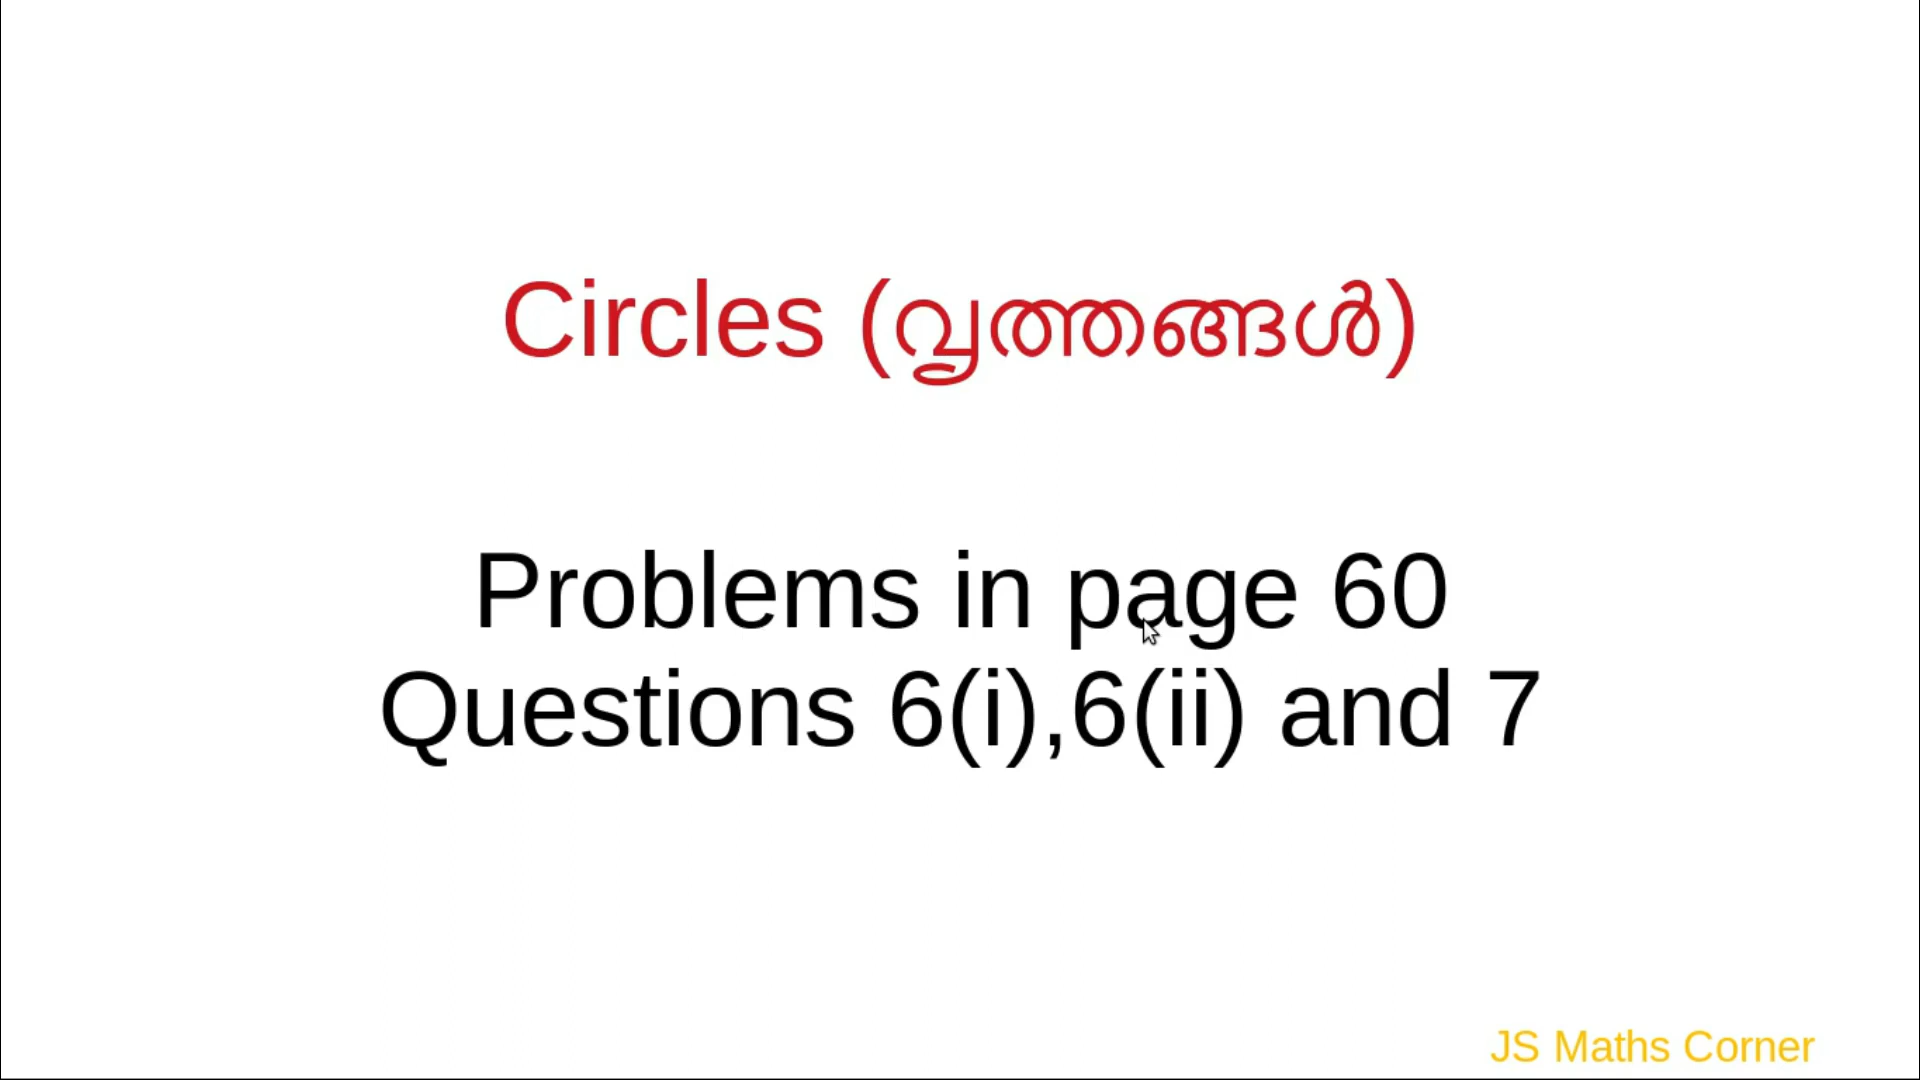 Circles (വൃത്തങ്ങൾ)
Problems in page 60
Questions 6(i),6(ii) and 7
JS Maths Corner